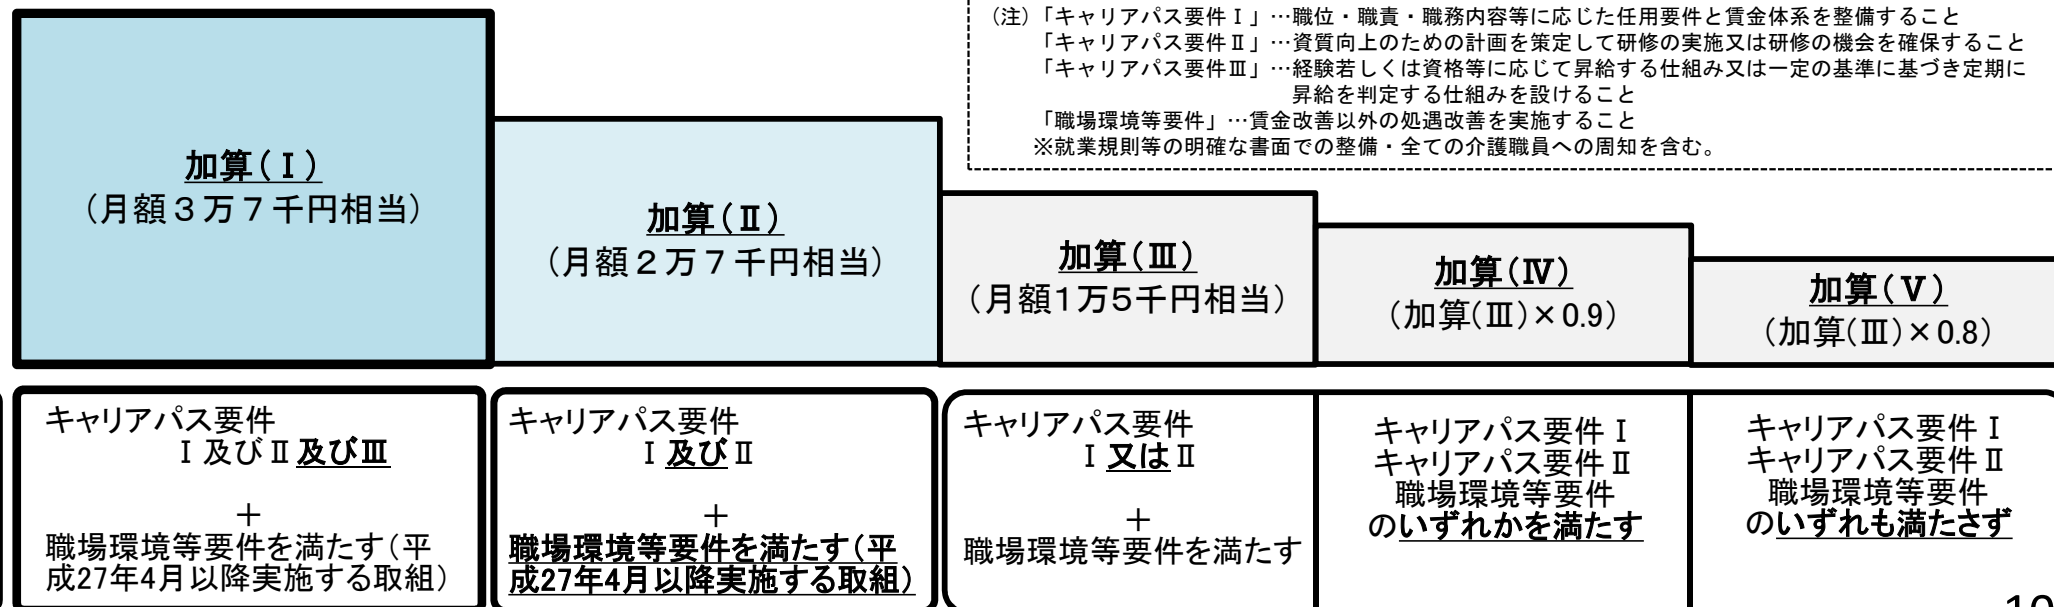 (注)「キャリアパス要件Ⅰ」…職位・職責・職務内容等に応じた任用要件と賃金体系を整備すること
「キャリアパス要件Ⅱ」…資質向上のための計画を策定して研修の実施又は研修の機会を確保すること
「キャリアパス要件Ⅲ」…経験若しくは資格等に応じて昇給する仕組み又は一定の基準に基づき定期に
昇給を判定する仕組みを設けること
「職場環境等要件」…賃金改善以外の処遇改善を実施すること
※就業規則等の明確な書面での整備・全ての介護職員への周知を含む。
加算(Ⅰ)
(月額3万7千円相当)
加算(Ⅱ)
(月額2万7千円相当)
加算(Ⅲ)
(月額1万5千円相当)
加算(Ⅳ)
(加算(Ⅲ)×0.9)
加算(Ⅴ)
(加算(Ⅲ)×0.8)
キャリアパス要件
Ⅰ及びⅡ及びⅢ
+
職場環境等要件を満たす(平
成27年4月以降実施する取組)
キャリアパス要件
Ⅰ及びⅡ
+
職場環境等要件を満たす(平
成27年4月以降実施する取組)
キャリアパス要件
Ⅰ又はⅡ
+
職場環境等要件を満たす
キャリアパス要件Ⅰ
キャリアパス要件Ⅱ
職場環境等要件
のいずれかを満たす
キャリアパス要件Ⅰ
キャリアパス要件Ⅱ
職場環境等要件
のいずれも満たさず